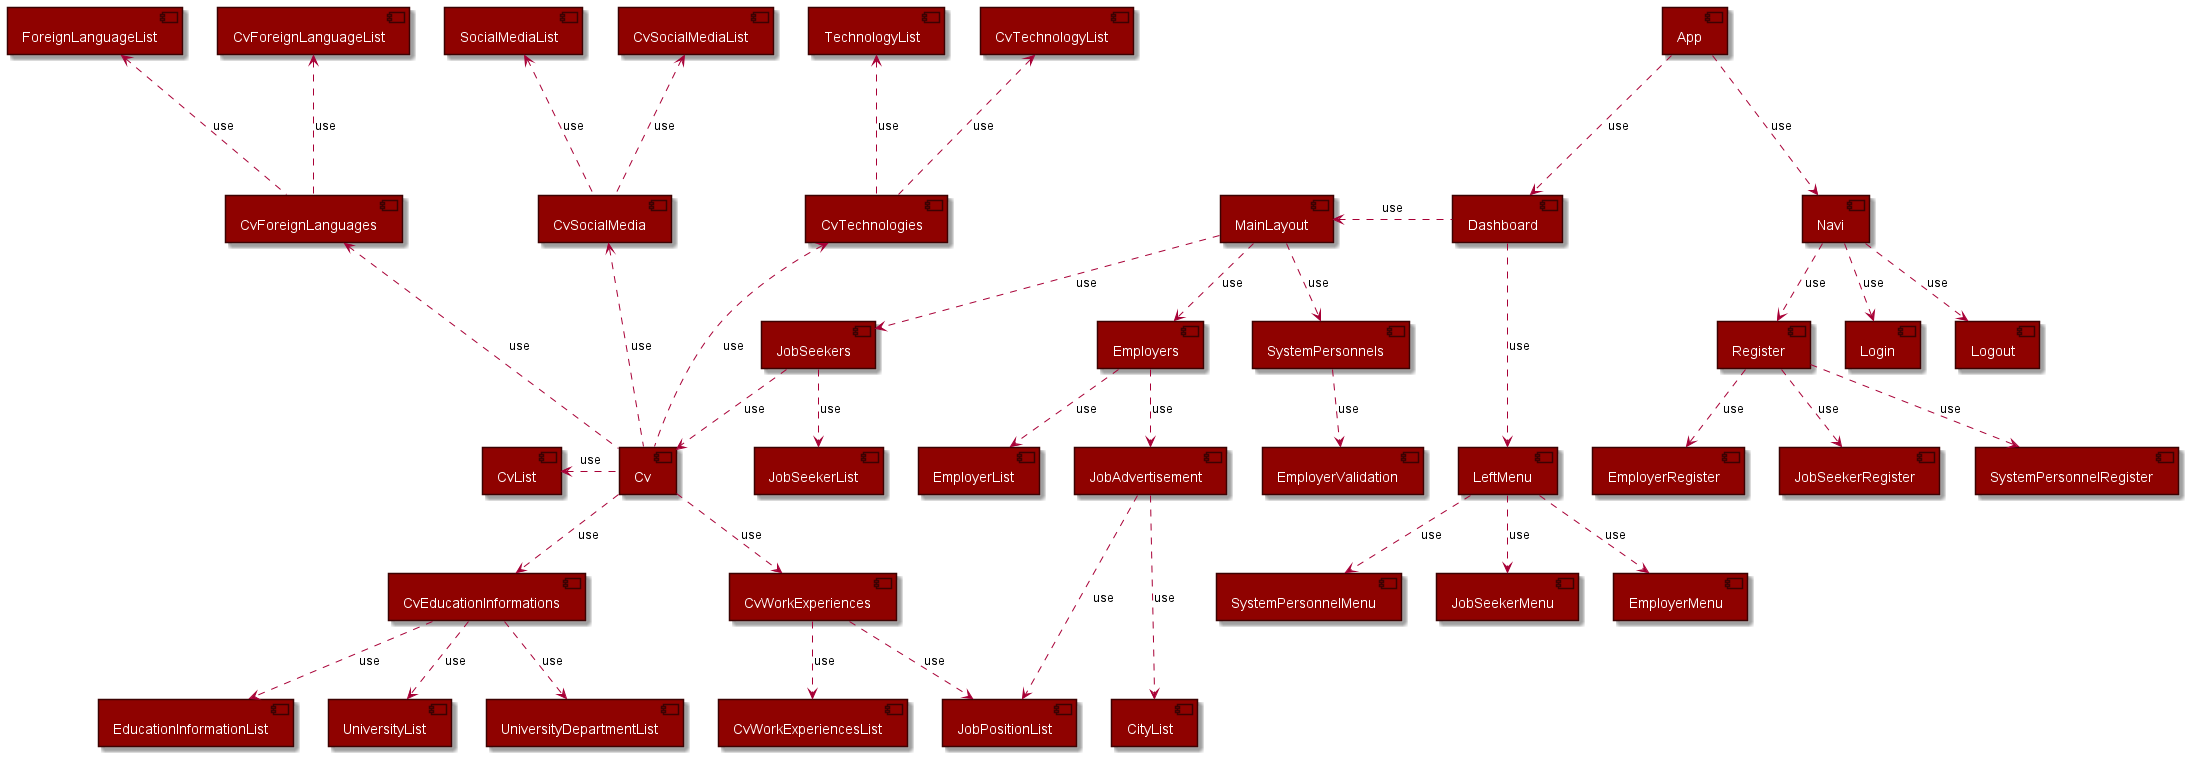 ForeignLanguageList
CvForeignLanguageList
SocialMediaList
CvSocialMediaList
TechnologyList
CvTechnologyList
App
use
use
use
use
use
use
use
use
CvForeignLanguages
CvSocialMedia
CvTechnologies
MainLayout
use
Dashboard
Navi
use
use
use
use
use
use
use
use
use
use
JobSeekers
Employers
SystemPersonnels
Register
Login
Logout
use
use
use
use
use
use
use
use
use
CvList
Cv
JobSeekerList
EmployerList
JobAdvertisement
EmployerValidation
LeftMenu
EmployerRegister
JobSeekerRegister
SystemPersonnelRegister
use
use
use
use
use
use
use
CvEducationInformations
CvWorkExperiences
SystemPersonnelMenu
JobSeekerMenu
EmployerMenu
use
use
use
use
use
use
EducationInformationList
UniversityList
UniversityDepartmentList
CvWorkExperiencesList
JobPositionList
CityList